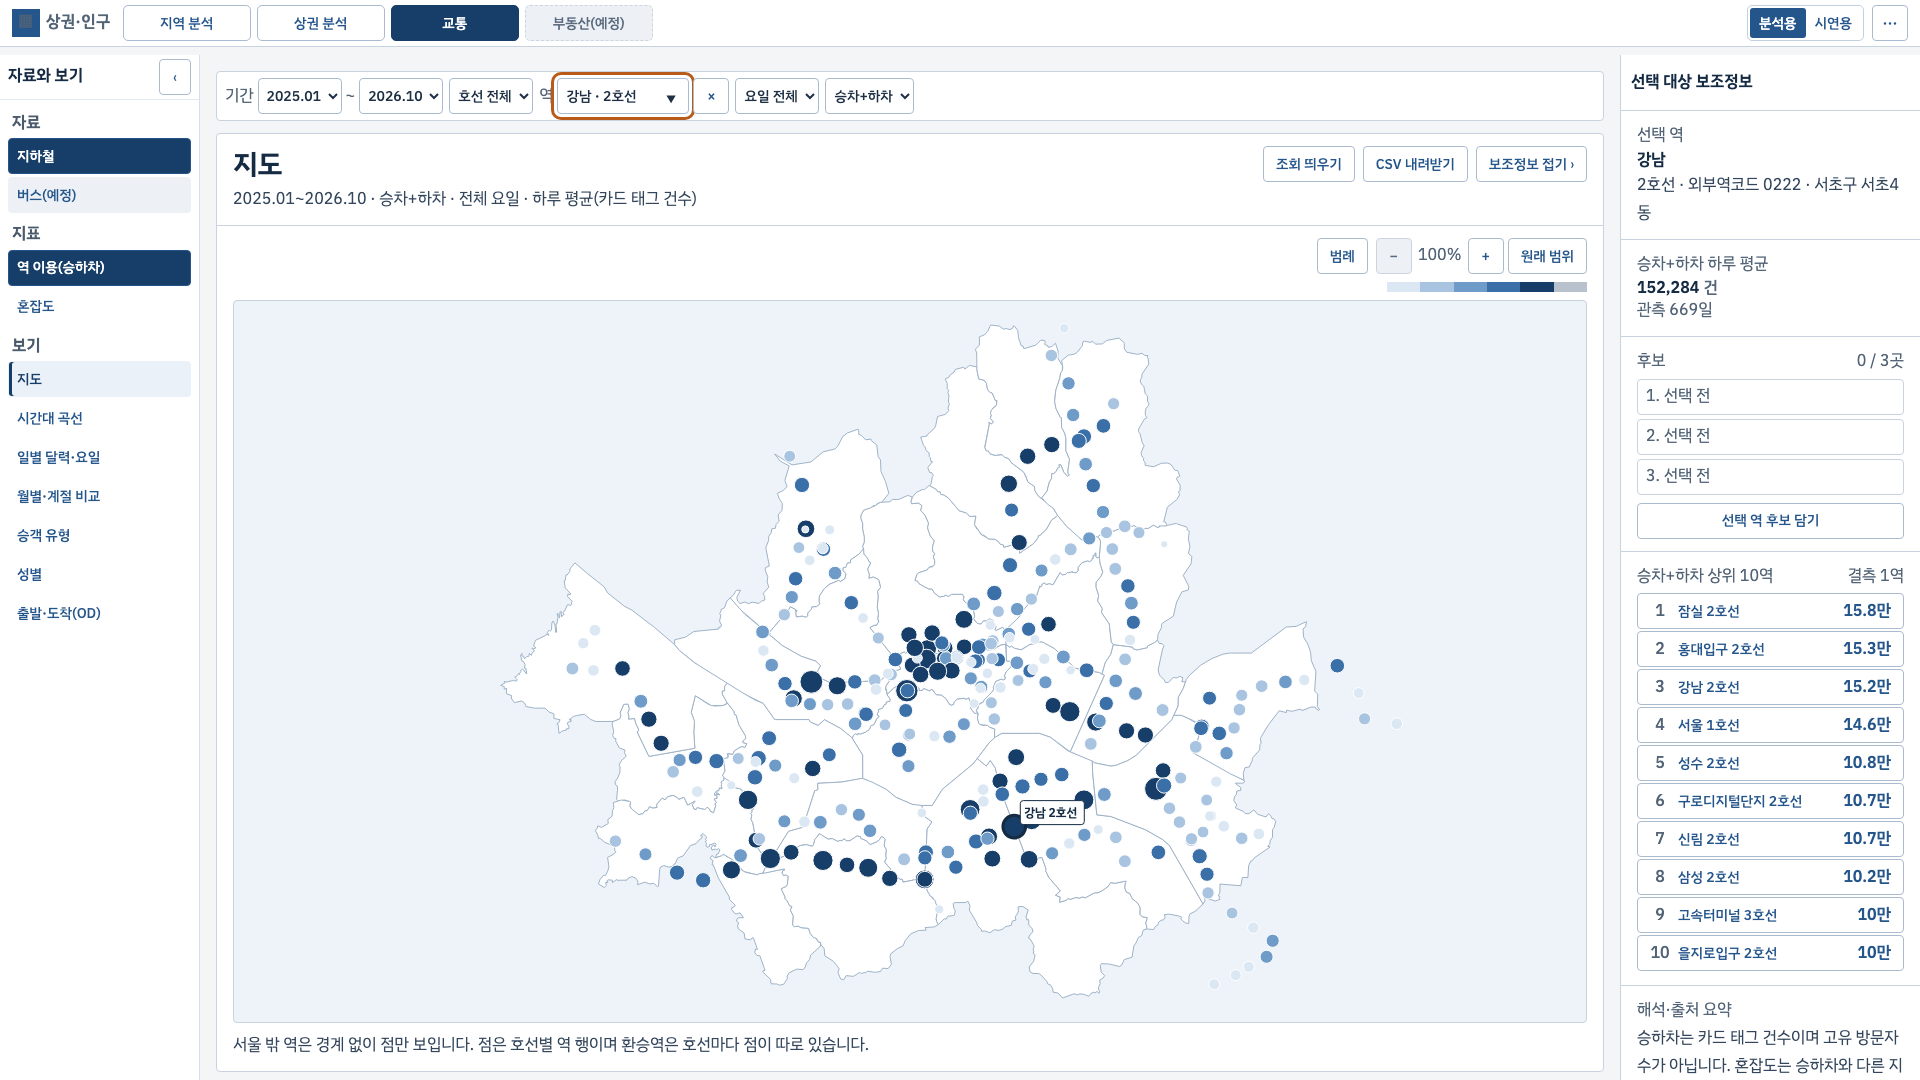 상권·인구
지역 분석
상권 분석
교통
부동산(예정)
분석용
시연용
···
자료와 보기
‹
자료
지하철
버스(예정)
지표
역 이용(승하차)
혼잡도
보기
지도
시간대 곡선
일별 달력·요일
월별·계절 비교
승객 유형
성별
출발·도착(OD)
기간 2025.01 ~ 2026.10 호선 전체 역 강남 · 2호선 ▼ × 요일 전체 승차+하차
지도
2025.01~2026.10 · 승차+하차 · 전체 요일 · 하루 평균(카드 태그 건수)
조회 띄우기
CSV 내려받기
보조정보 접기 ›
범례 − 100% + 원래 범위
강남 2호선
서울 밖 역은 경계 없이 점만 보입니다. 점은 호선별 역 행이며 환승역은 호선마다 점이 따로 있습니다.
선택 대상 보조정보
선택 역
강남
2호선 · 외부역코드 0222 · 서초구 서초4
동
승차+하차 하루 평균
152,284 건
관측 669일
후보 0 / 3곳
1. 선택 전
2. 선택 전
3. 선택 전
선택 역 후보 담기
승차+하차 상위 10역 결측 1역
1 잠실 2호선 15.8만
2 홍대입구 2호선 15.3만
3 강남 2호선 15.2만
4 서울 1호선 14.6만
5 성수 2호선 10.8만
6 구로디지털단지 2호선 10.7만
7 신림 2호선 10.7만
8 삼성 2호선 10.2만
9 고속터미널 3호선 10만
10 을지로입구 2호선 10만
해석·출처 요약
승하차는 카드 태그 건수이며 고유 방문자
수가 아닙니다. 혼잡도는 승하차와 다른 지